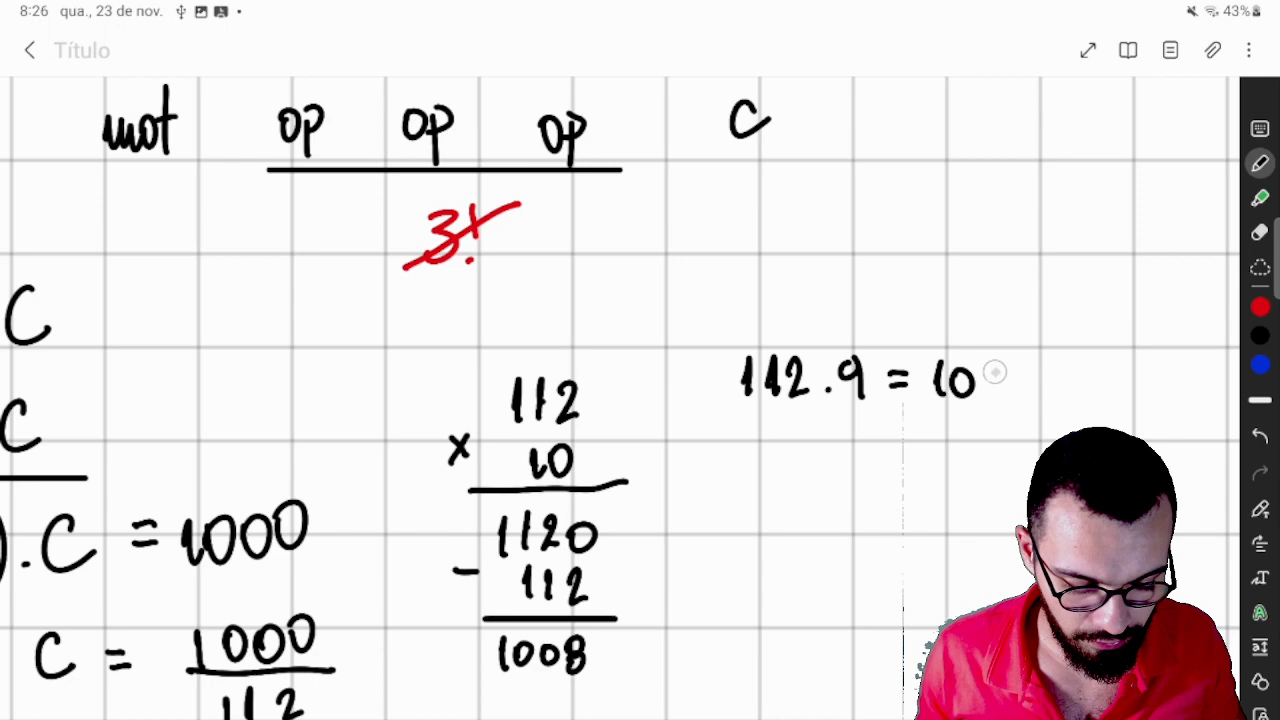 8:26 qua., 23 de nov. 43%
Título
mot op op op C
3!
C
C
).C = 1000
C = 1000
112
112
x 10
1120
- 112
1008
112.9 = 10